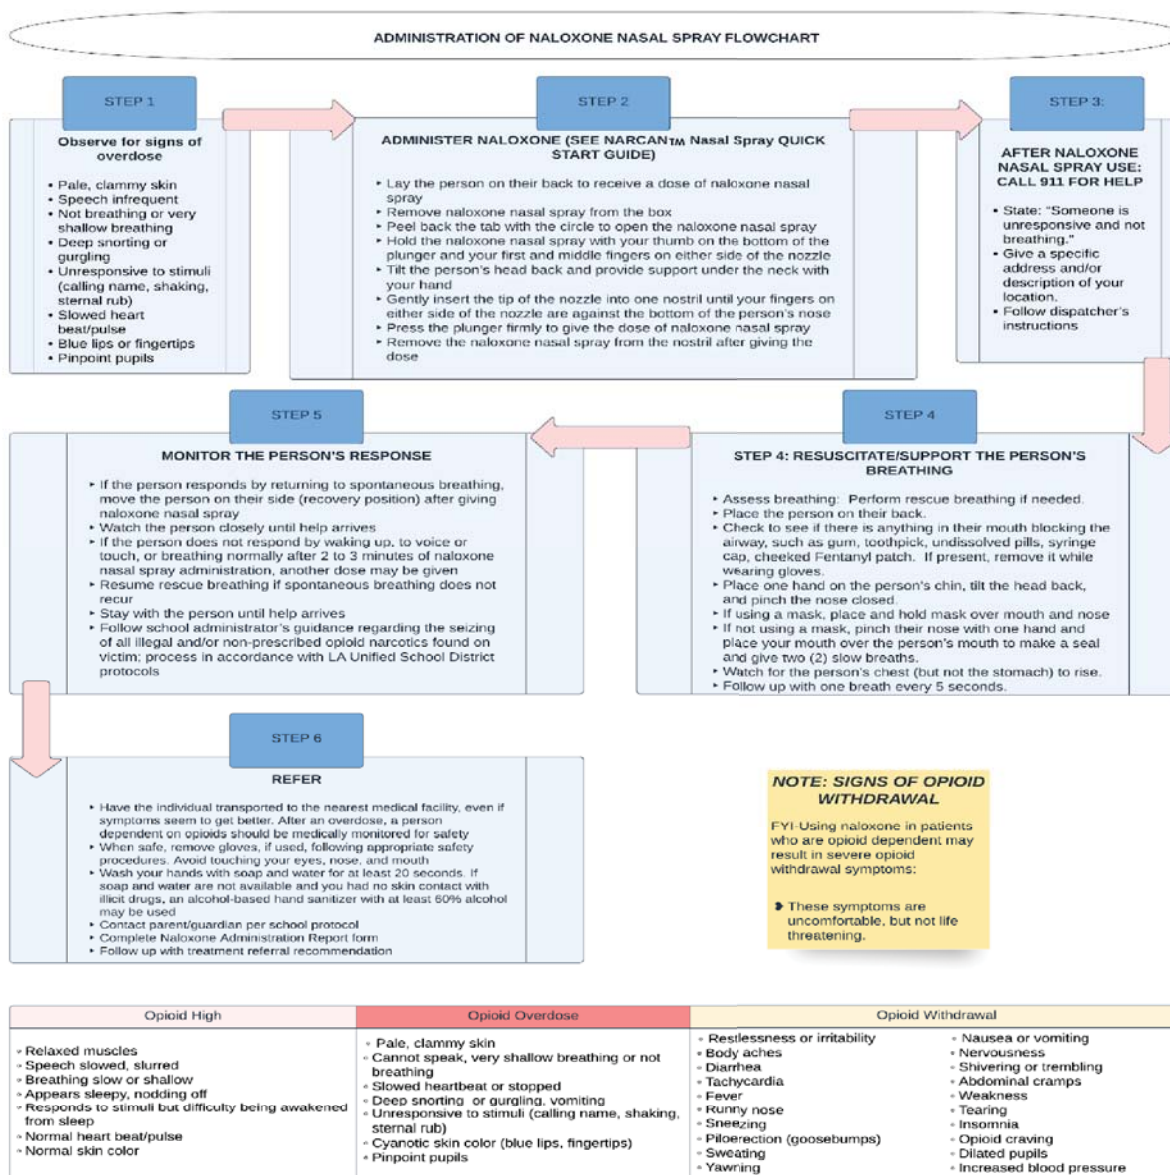 ADMINISTRATION OF NALOXONE NASAL SPRAY FLOWCHART
STEP 1
Observe for signs of
overdose
• Pale, clammy skin
• Speech infrequent
• Not breathing or very
shallow breathing
• Deep snorting or
gurgling
• Unresponsive to stimuli
(calling name, shaking,
sternal rub)
• Slowed heart
beat/pulse
• Blue lips or fingertips
• Pinpoint pupils
STEP 2
ADMINISTER NALOXONE (SEE NARCAN™ Nasal Spray QUICK
START GUIDE)
▸ Lay the person on their back to receive a dose of naloxone nasal
spray
▸ Remove naloxone nasal spray from the box
▸ Peel back the tab with the circle to open the naloxone nasal spray
▸ Hold the naloxone nasal spray with your thumb on the bottom of the
plunger and your first and middle fingers on either side of the nozzle
▸ Tilt the person's head back and provide support under the neck with
your hand
▸ Gently insert the tip of the nozzle into one nostril until your fingers on
either side of the nozzle are against the bottom of the person's nose
▸ Press the plunger firmly to give the dose of naloxone nasal spray
▸ Remove the naloxone nasal spray from the nostril after giving the
dose
STEP 3:
AFTER NALOXONE
NASAL SPRAY USE:
CALL 911 FOR HELP
• State: "Someone is
unresponsive and not
breathing."
• Give a specific
address and/or
description of your
location.
• Follow dispatcher's
instructions
STEP 4
STEP 4: RESUSCITATE/SUPPORT THE PERSON'S
BREATHING
▸ Assess breathing: Perform rescue breathing if needed.
▸ Place the person on their back.
▸ Check to see if there is anything in their mouth blocking the
airway, such as gum, toothpick, undissolved pills, syringe
cap, cheeked Fentanyl patch. If present, remove it while
wearing gloves.
▸ Place one hand on the person's chin, tilt the head back,
and pinch the nose closed.
▸ If using a mask, place and hold mask over mouth and nose
▸ If not using a mask, pinch their nose with one hand and
place your mouth over the person's mouth to make a seal
and give two (2) slow breaths.
▸ Watch for the person's chest (but not the stomach) to rise.
▸ Follow up with one breath every 5 seconds.
STEP 5
MONITOR THE PERSON'S RESPONSE
▸ If the person responds by returning to spontaneous breathing,
move the person on their side (recovery position) after giving
naloxone nasal spray
▸ Watch the person closely until help arrives
▸ If the person does not respond by waking up, to voice or
touch, or breathing normally after 2 to 3 minutes of naloxone
nasal spray administration, another dose may be given
▸ Resume rescue breathing if spontaneous breathing does not
recur
▸ Stay with the person until help arrives
▸ Follow school administrator's guidance regarding the seizing
of all illegal and/or non-prescribed opioid narcotics found on
victim; process in accordance with LA Unified School District
protocols
STEP 6
REFER
▸ Have the individual transported to the nearest medical facility, even if
symptoms seem to get better. After an overdose, a person
dependent on opioids should be medically monitored for safety
▸ When safe, remove gloves, if used, following appropriate safety
procedures. Avoid touching your eyes, nose, and mouth
▸ Wash your hands with soap and water for at least 20 seconds. If
soap and water are not available and you had no skin contact with
illicit drugs, an alcohol-based hand sanitizer with at least 60% alcohol
may be used
▸ Contact parent/guardian per school protocol
▸ Complete Naloxone Administration Report form
▸ Follow up with treatment referral recommendation
NOTE: SIGNS OF OPIOID
WITHDRAWAL
FYI-Using naloxone in patients
who are opioid dependent may
result in severe opioid
withdrawal symptoms:
❥ These symptoms are
uncomfortable, but not life
threatening.
Opioid High
◦ Relaxed muscles
◦ Speech slowed, slurred
◦ Breathing slow or shallow
◦ Appears sleepy, nodding off
◦ Responds to stimuli but difficulty being awakened
from sleep
◦ Normal heart beat/pulse
◦ Normal skin color
Opioid Overdose
◦ Pale, clammy skin
◦ Cannot speak, very shallow breathing or not
breathing
◦ Slowed heartbeat or stopped
◦ Deep snorting or gurgling, vomiting
◦ Unresponsive to stimuli (calling name, shaking,
sternal rub)
◦ Cyanotic skin color (blue lips, fingertips)
◦ Pinpoint pupils
Opioid Withdrawal
◦ Restlessness or irritability
◦ Body aches
◦ Diarrhea
◦ Tachycardia
◦ Fever
◦ Runny nose
◦ Sneezing
◦ Piloerection (goosebumps)
◦ Sweating
◦ Yawning
◦ Nausea or vomiting
◦ Nervousness
◦ Shivering or trembling
◦ Abdominal cramps
◦ Weakness
◦ Tearing
◦ Insomnia
◦ Opioid craving
◦ Dilated pupils
◦ Increased blood pressure